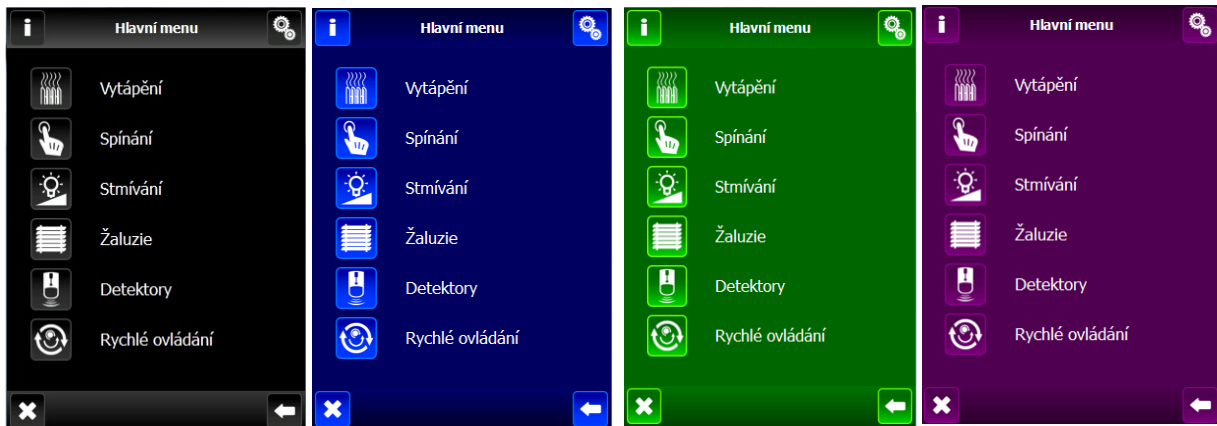 Hlavní menu
Vytápění
Spínání
Stmívání
Žaluzie
Detektory
Rychlé ovládání
Hlavní menu
Vytápění
Spínání
Stmívání
Žaluzie
Detektory
Rychlé ovládání
Hlavní menu
Vytápění
Spínání
Stmívání
Žaluzie
Detektory
Rychlé ovládání
Hlavní menu
Vytápění
Spínání
Stmívání
Žaluzie
Detektory
Rychlé ovládání